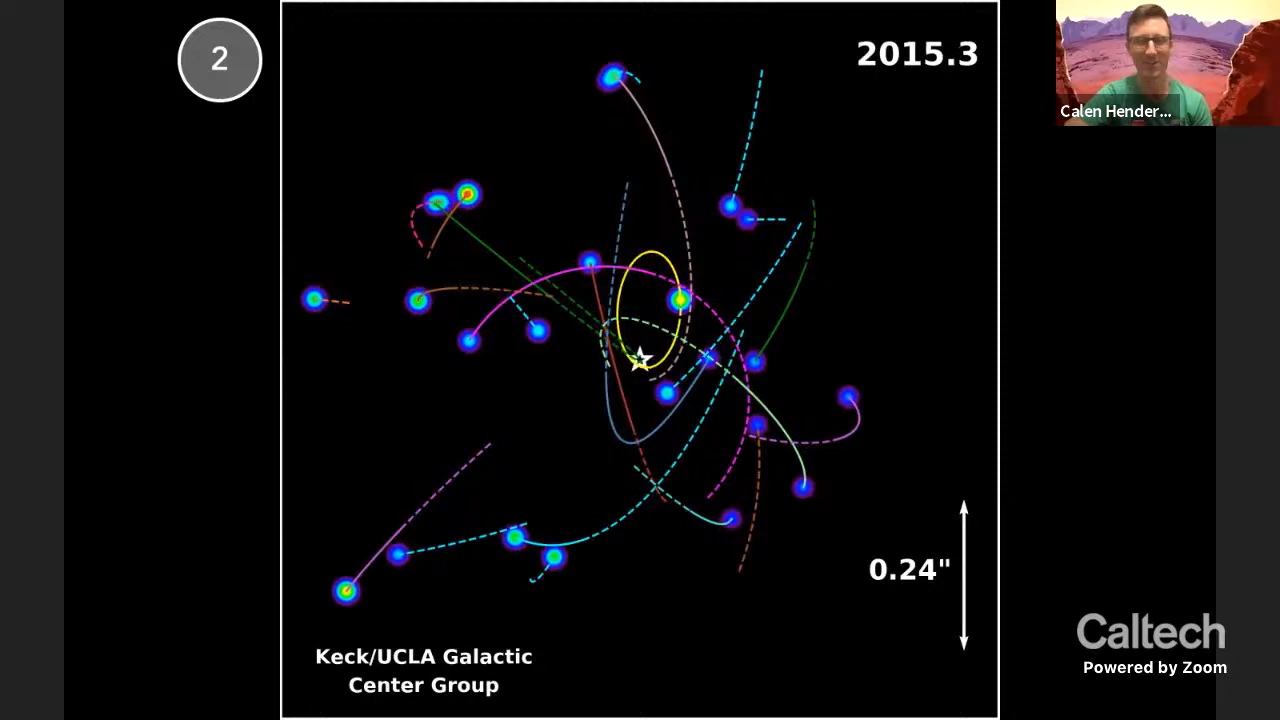 2
2015.3
Calen Hender...
0.24"
Keck/UCLA Galactic
Center Group
Caltech
Powered by Zoom